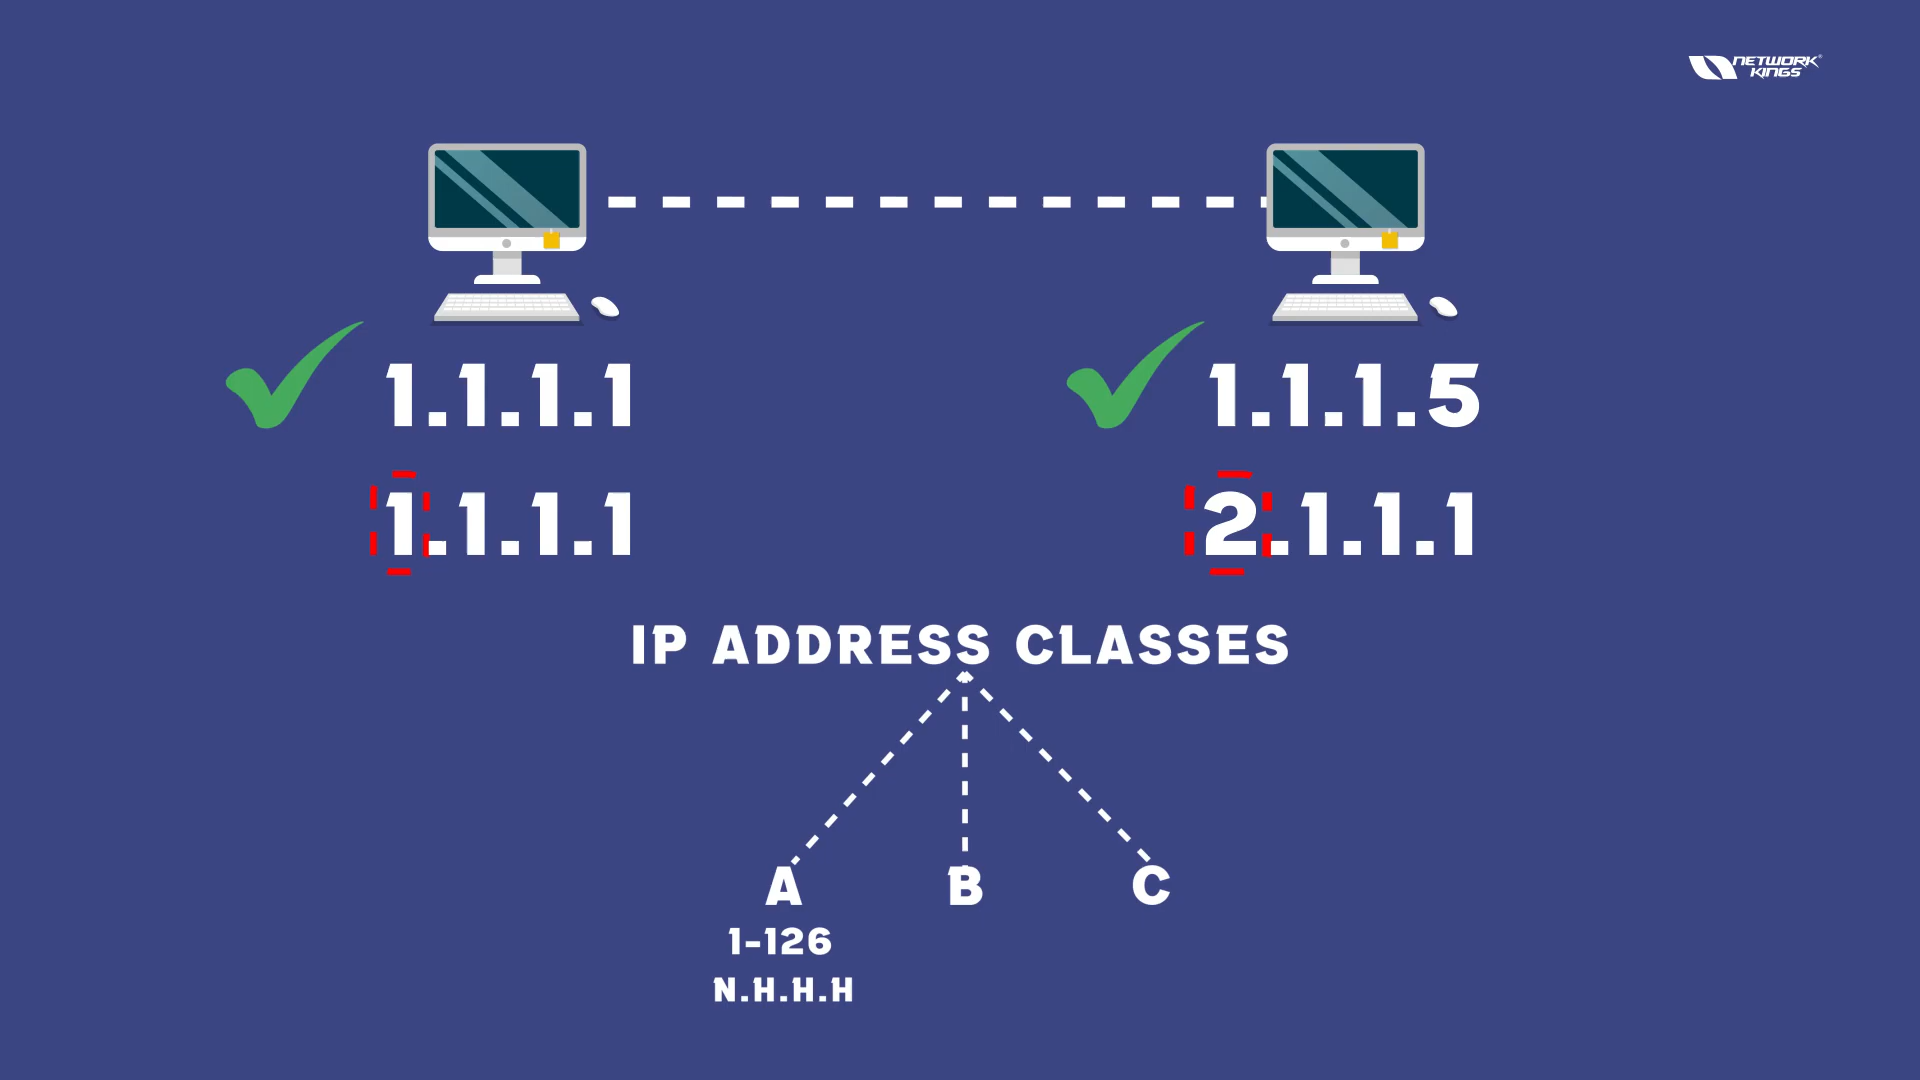 NETWORK
KINGS
1.1.1.1
1.1.1.5
1.1.1.1
2.1.1.1
IP ADDRESS CLASSES
A
B
C
1-126
N.H.H.H